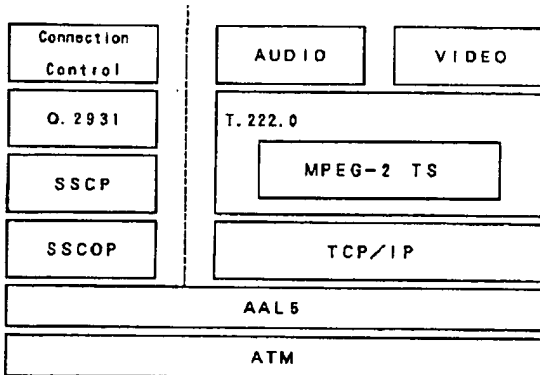 Connection
Control
AUDIO
VIDEO
Q.2931
T.222.0
MPEG-2 TS
SSCP
SSCOP
TCP/IP
AAL5
ATM